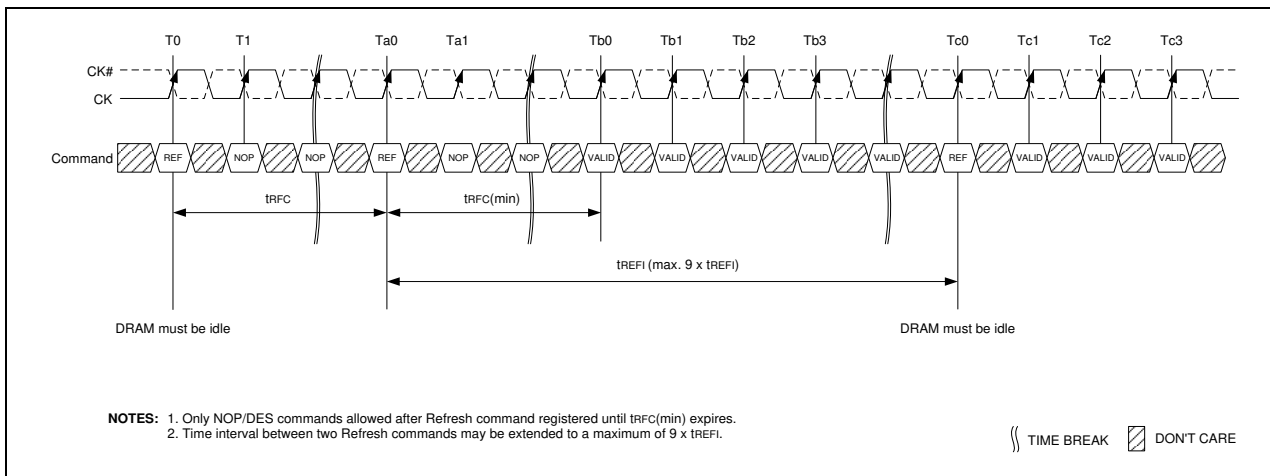 T0 T1 Ta0 Ta1 Tb0 Tb1 Tb2 Tb3 Tc0 Tc1 Tc2 Tc3
CK#
CK
Command REF NOP NOP REF NOP NOP VALID VALID VALID VALID VALID REF VALID VALID VALID
tRFC tRFC(min)
tREFI (max. 9 x tREFI)
DRAM must be idle DRAM must be idle
NOTES: 1. Only NOP/DES commands allowed after Refresh command registered until tRFC(min) expires.
2. Time interval between two Refresh commands may be extended to a maximum of 9 x tREFI.
TIME BREAK DON'T CARE